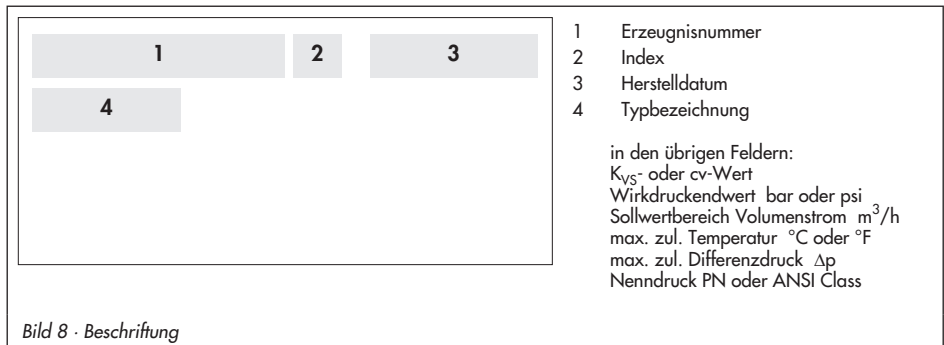 1 2 3
4
1 Erzeugnisnummer
2 Index
3 Herstelldatum
4 Typbezeichnung
in den übrigen Feldern:
KVS- oder cv-Wert
Wirkdruckendwert bar oder psi
Sollwertbereich Volumenstrom m³/h
max. zul. Temperatur °C oder °F
max. zul. Differenzdruck Δp
Nenndruck PN oder ANSI Class
Bild 8 · Beschriftung